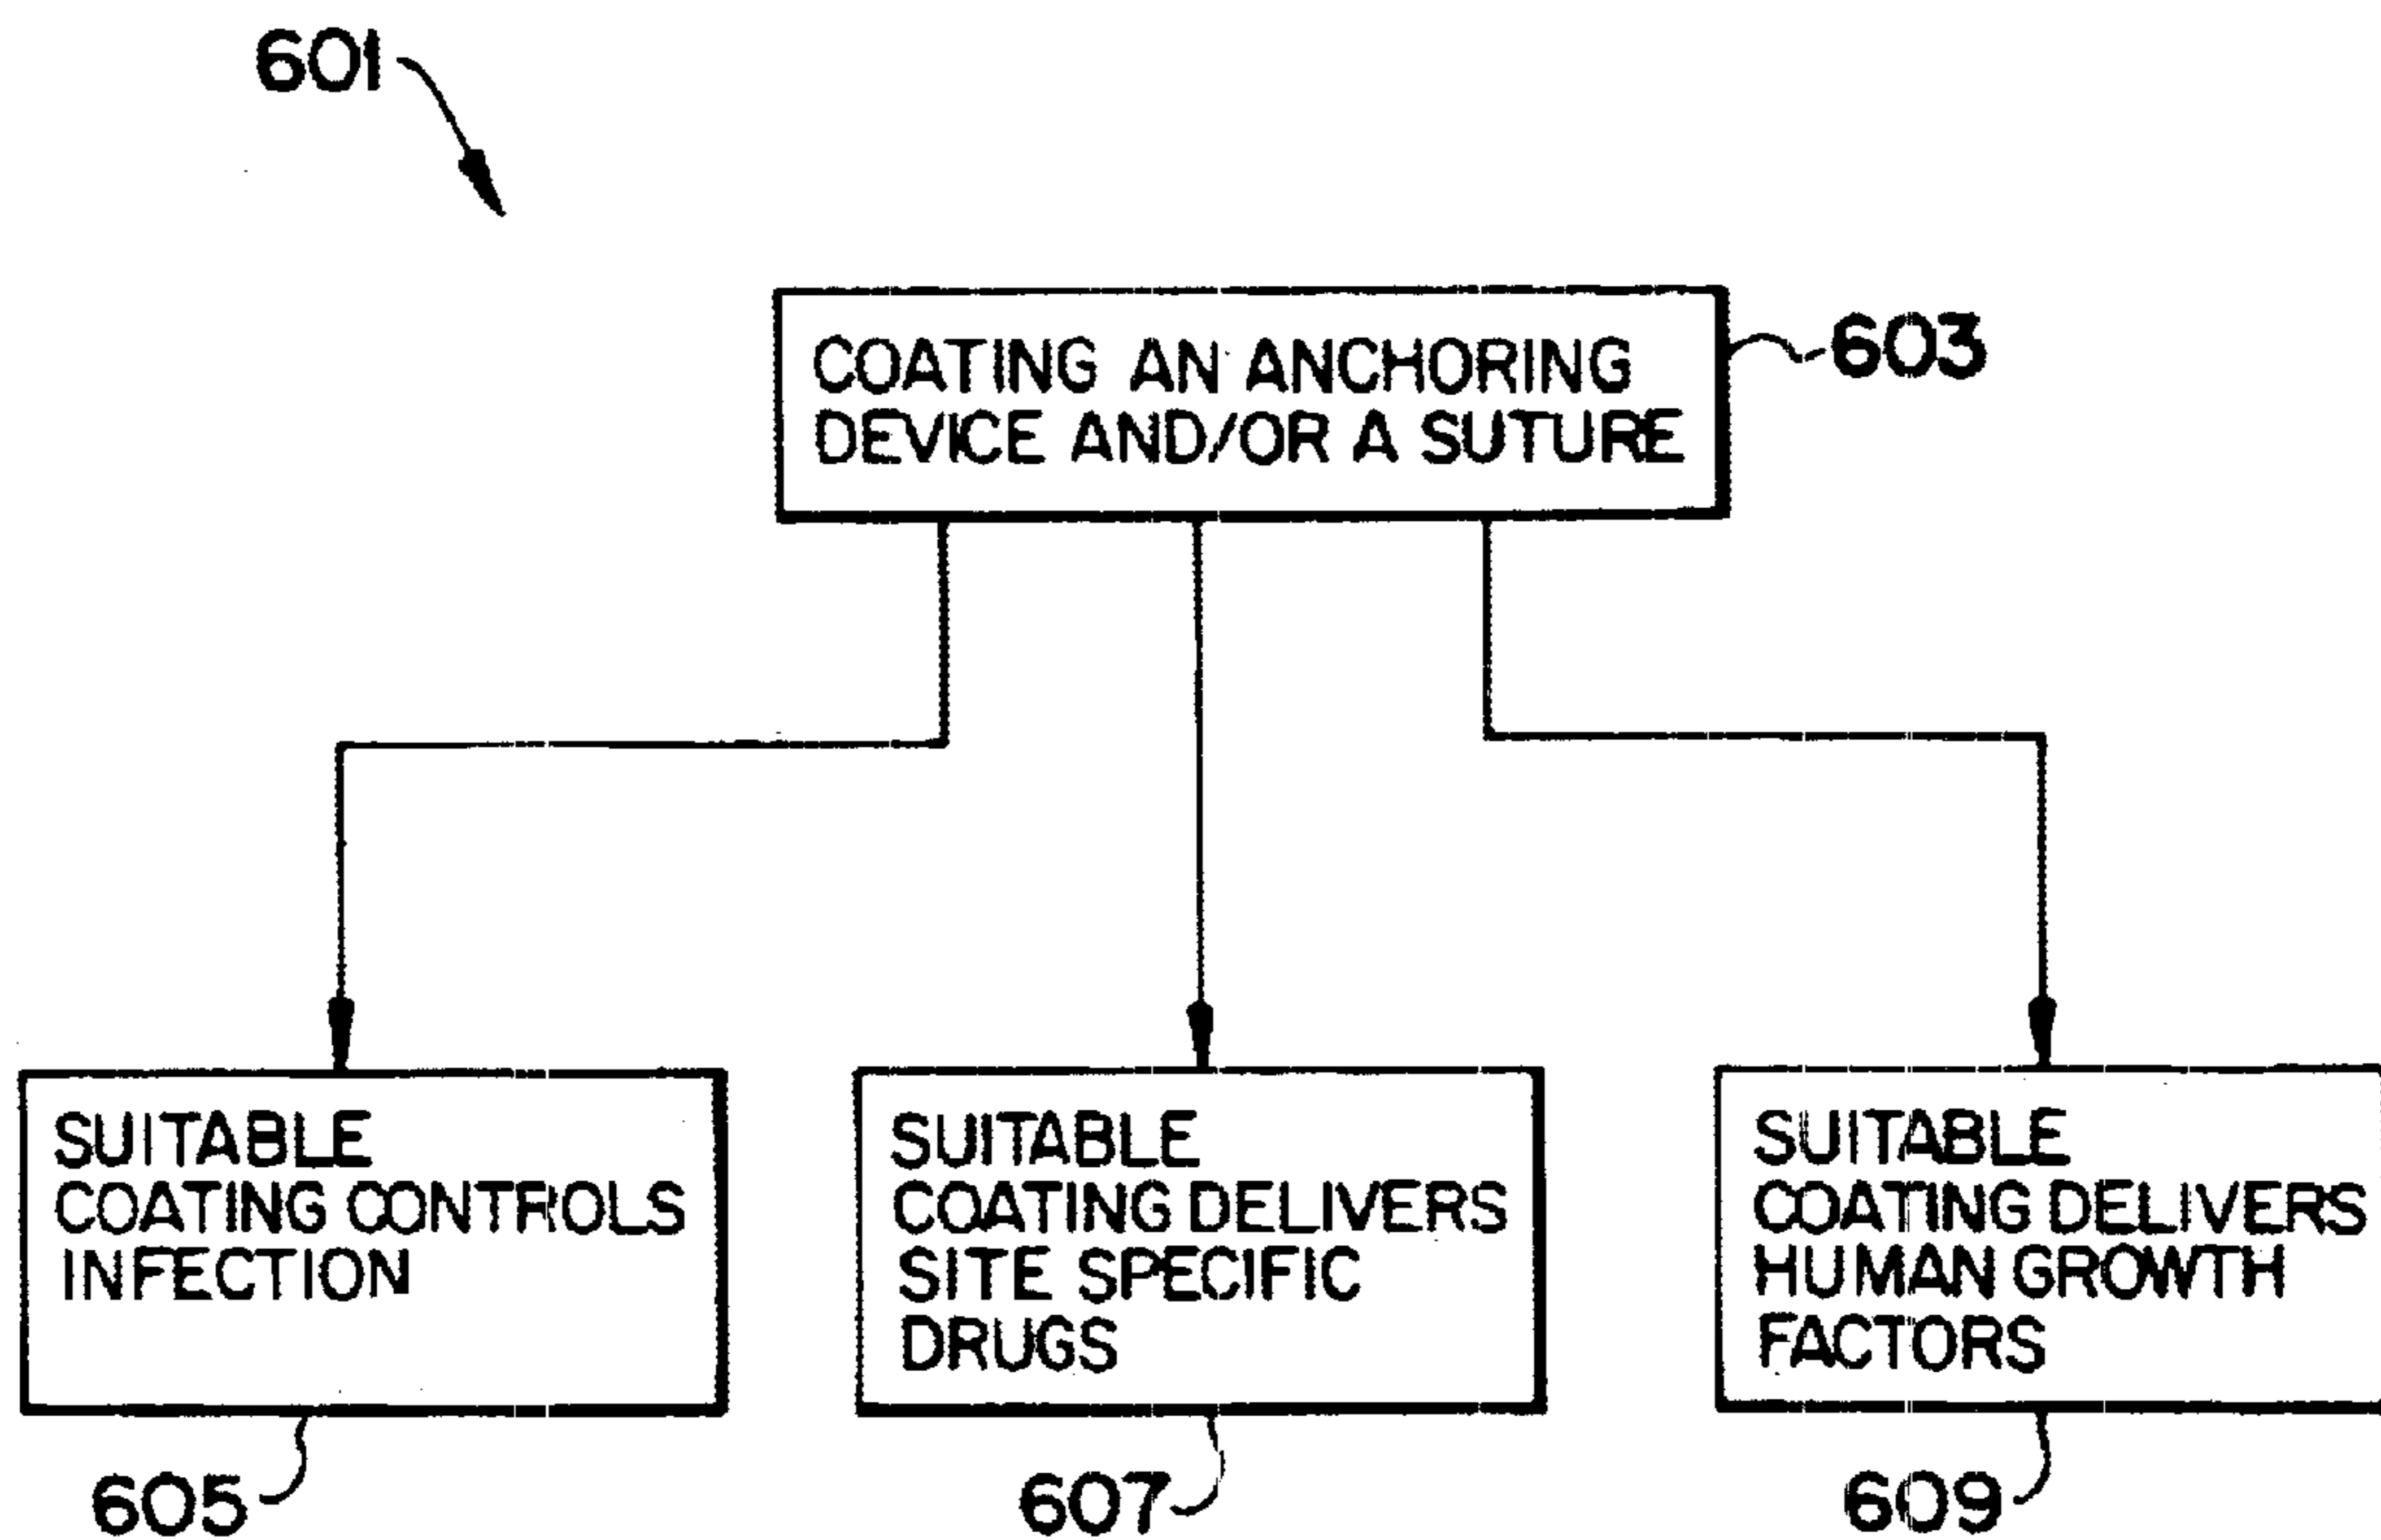 601
COATING AN ANCHORING
DEVICE AND/OR A SUTURE
603
SUITABLE
COATING CONTROLS
INFECTION
605
SUITABLE
COATING DELIVERS
SITE SPECIFIC
DRUGS
607
SUITABLE
COATING DELIVERS
HUMAN GROWTH
FACTORS
609